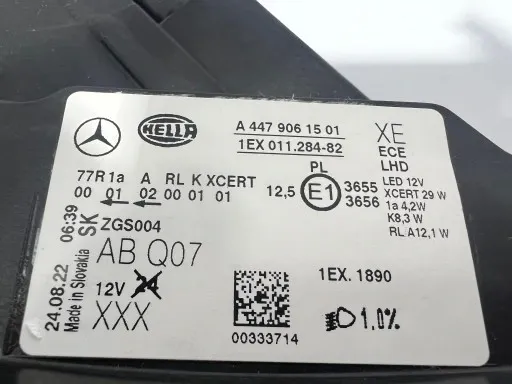 HELLA
A 447 906 15 01
1EX 011.284-82
XE
ECE
LHD
LED 12V
XCERT 29 W
1a 4,2W
K8,3 W
RL A12,1 W
77R 1a A RL K XCERT
00 01 02 00 01 01
PL
12,5 E1 3655
3656
ZGS004
SK
AB Q07
12V 24
XXX
24.08.22 06:39
Made in Slovakia
00333714
1EX. 1890
1.0%